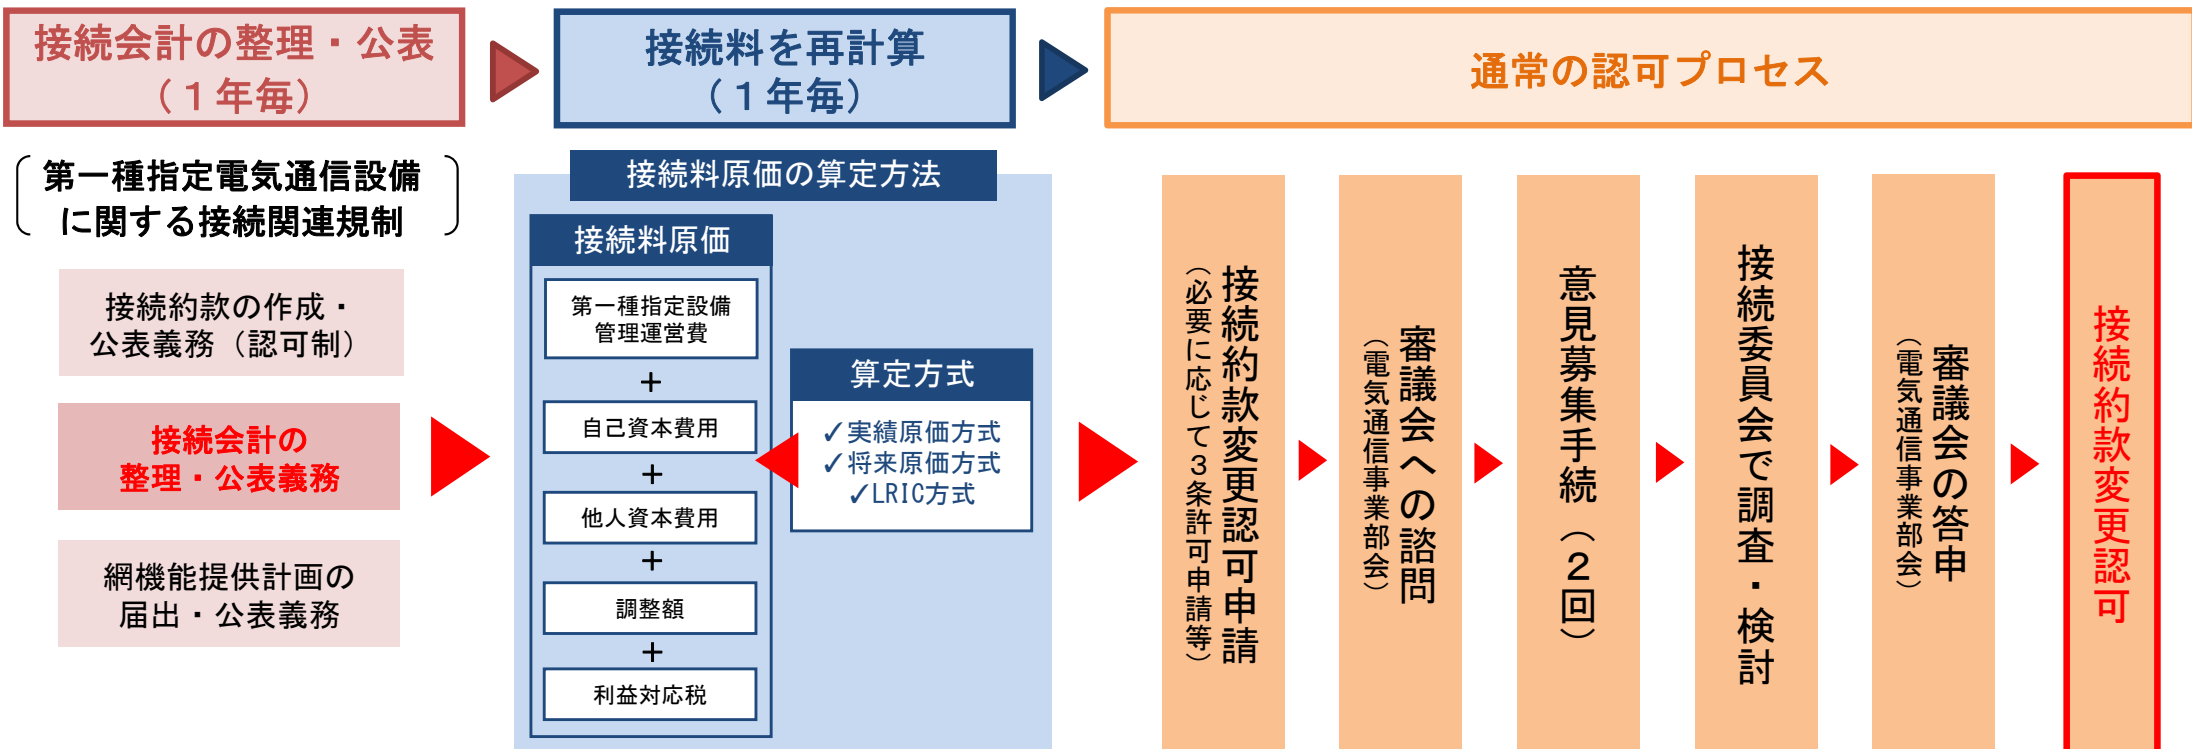 接続会計の整理・公表
（１年毎）
接続料を再計算
（１年毎）
通常の認可プロセス
第一種指定電気通信設備
に関する接続関連規制
接続約款の作成・
公表義務（認可制）
接続会計の
整理・公表義務
網機能提供計画の
届出・公表義務
接続料原価の算定方法
接続料原価
第一種指定設備
管理運営費
+
自己資本費用
+
他人資本費用
+
調整額
+
利益対応税
算定方式
✓実績原価方式
✓将来原価方式
✓LRIC方式
接続約款変更認可申請
（必要に応じて３条許可申請等）
審議会への諮問
（電気通信事業部会）
意見募集手続（２回）
接続委員会で調査・検討
審議会の答申
（電気通信事業部会）
接続約款変更認可